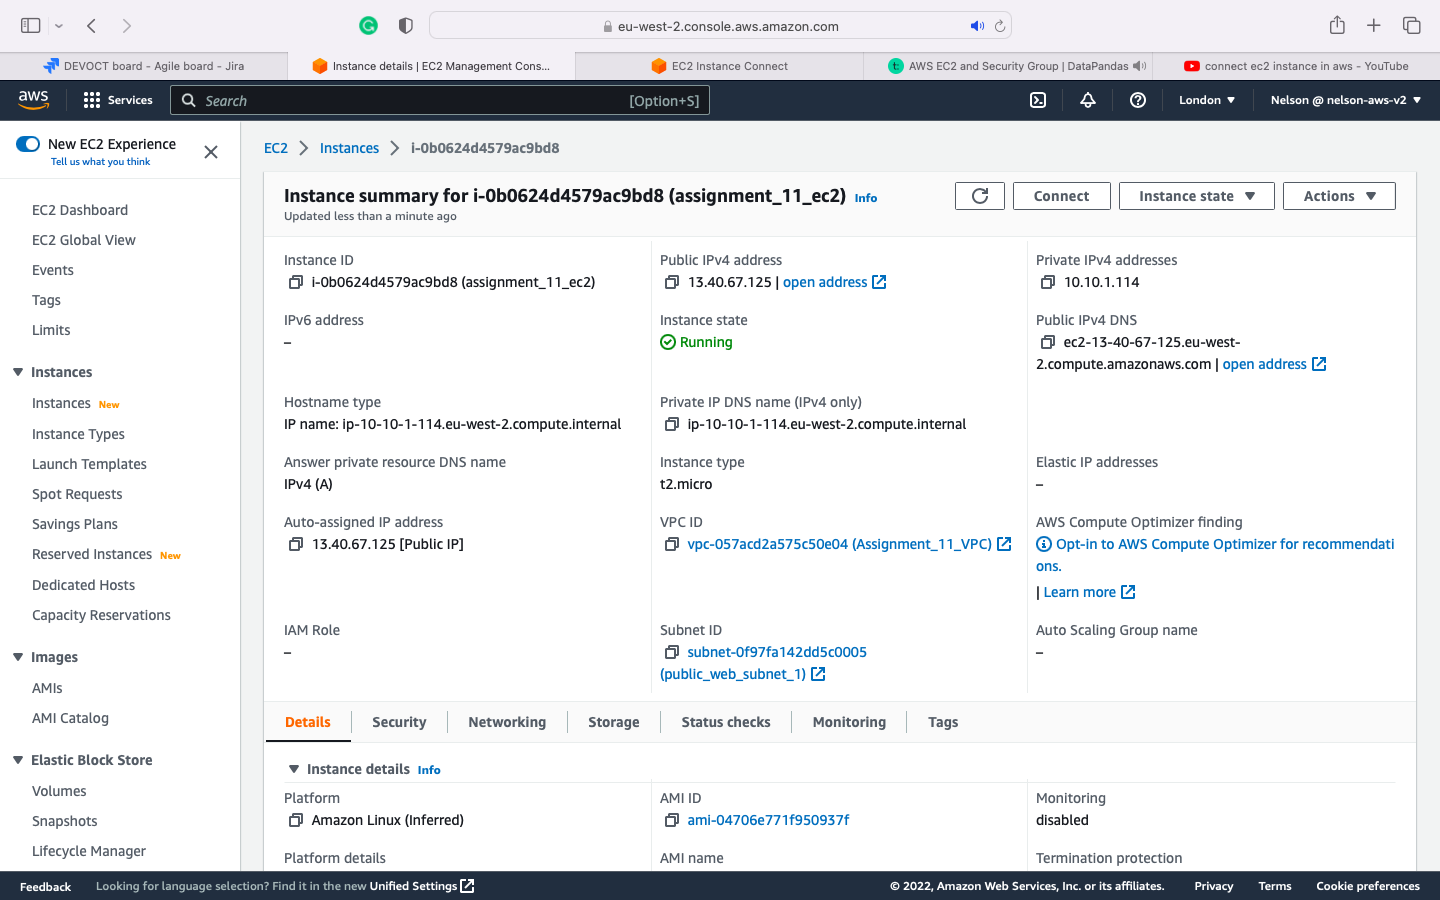 eu-west-2.console.aws.amazon.com
DEVOCT board - Agile board - Jira
Instance details | EC2 Management Cons...
EC2 Instance Connect
AWS EC2 and Security Group | DataPandas
connect ec2 instance in aws - YouTube
aws
Services
Search
[Option+S]
London
Nelson @ nelson-aws-v2
New EC2 Experience
Tell us what you think
EC2 Dashboard
EC2 Global View
Events
Tags
Limits
Instances
Instances New
Instance Types
Launch Templates
Spot Requests
Savings Plans
Reserved Instances New
Dedicated Hosts
Capacity Reservations
Images
AMIs
AMI Catalog
Elastic Block Store
Volumes
Snapshots
Lifecycle Manager
EC2 > Instances > i-0b0624d4579ac9bd8
Instance summary for i-0b0624d4579ac9bd8 (assignment_11_ec2) Info
Updated less than a minute ago
Connect
Instance state
Actions
Instance ID
i-0b0624d4579ac9bd8 (assignment_11_ec2)
Public IPv4 address
13.40.67.125 | open address
Private IPv4 addresses
10.10.1.114
IPv6 address
–
Instance state
Running
Public IPv4 DNS
ec2-13-40-67-125.eu-west-
2.compute.amazonaws.com | open address
Hostname type
IP name: ip-10-10-1-114.eu-west-2.compute.internal
Private IP DNS name (IPv4 only)
ip-10-10-1-114.eu-west-2.compute.internal
Answer private resource DNS name
IPv4 (A)
Instance type
t2.micro
Elastic IP addresses
–
Auto-assigned IP address
13.40.67.125 [Public IP]
VPC ID
vpc-057acd2a575c50e04 (Assignment_11_VPC)
AWS Compute Optimizer finding
Opt-in to AWS Compute Optimizer for recommendati
ons.
| Learn more
IAM Role
–
Subnet ID
subnet-0f97fa142dd5c0005
(public_web_subnet_1)
Auto Scaling Group name
–
Details
Security
Networking
Storage
Status checks
Monitoring
Tags
Instance details Info
Platform
Amazon Linux (Inferred)
AMI ID
ami-04706e771f950937f
Monitoring
disabled
Platform details
AMI name
Termination protection
Feedback
Looking for language selection? Find it in the new Unified Settings
© 2022, Amazon Web Services, Inc. or its affiliates.
Privacy
Terms
Cookie preferences